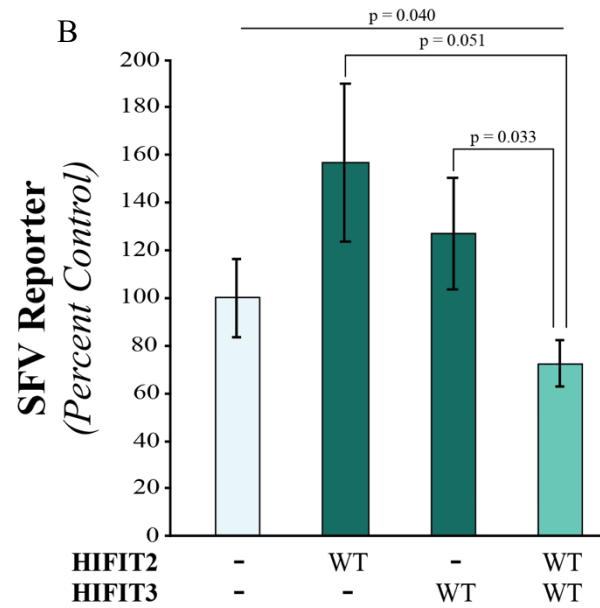 B
p = 0.040
p = 0.051
p = 0.033
SFV Reporter
(Percent Control)
200
180
160
140
120
100
80
60
40
20
0
HIFIT2 - WT - WT
HIFIT3 - - WT WT